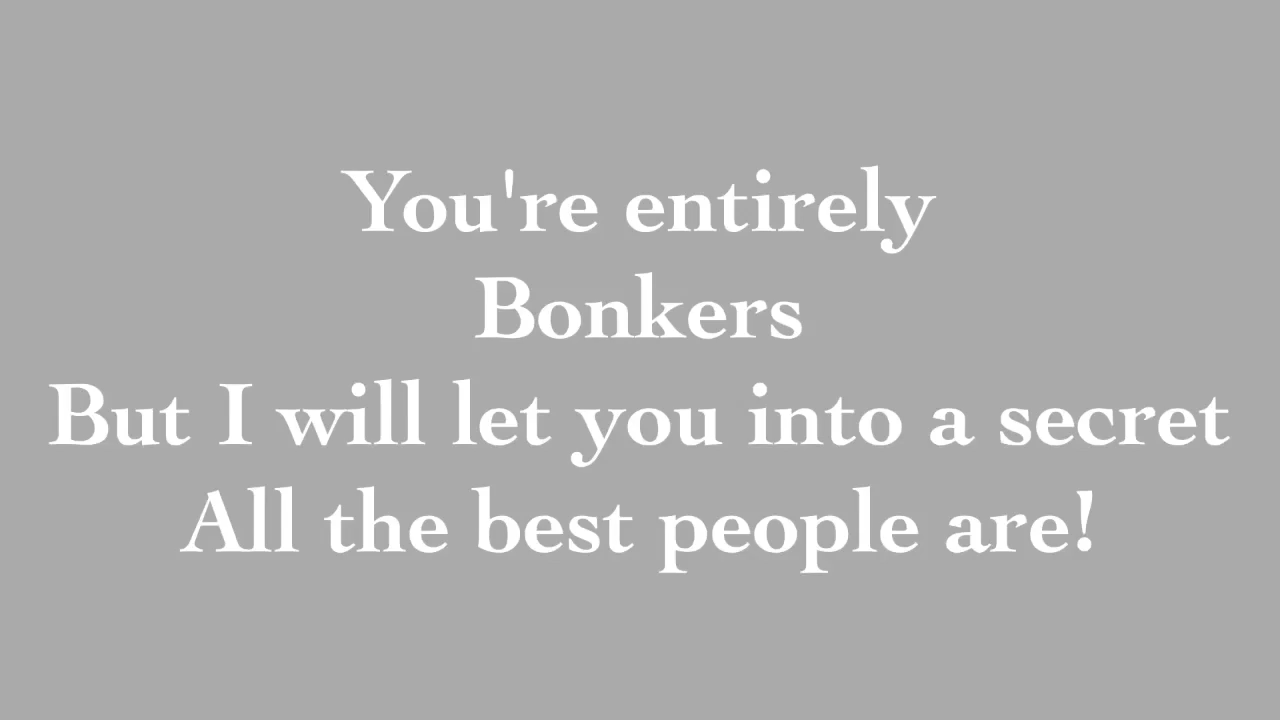 You're entirely
Bonkers
But I will let you into a secret
All the best people are!